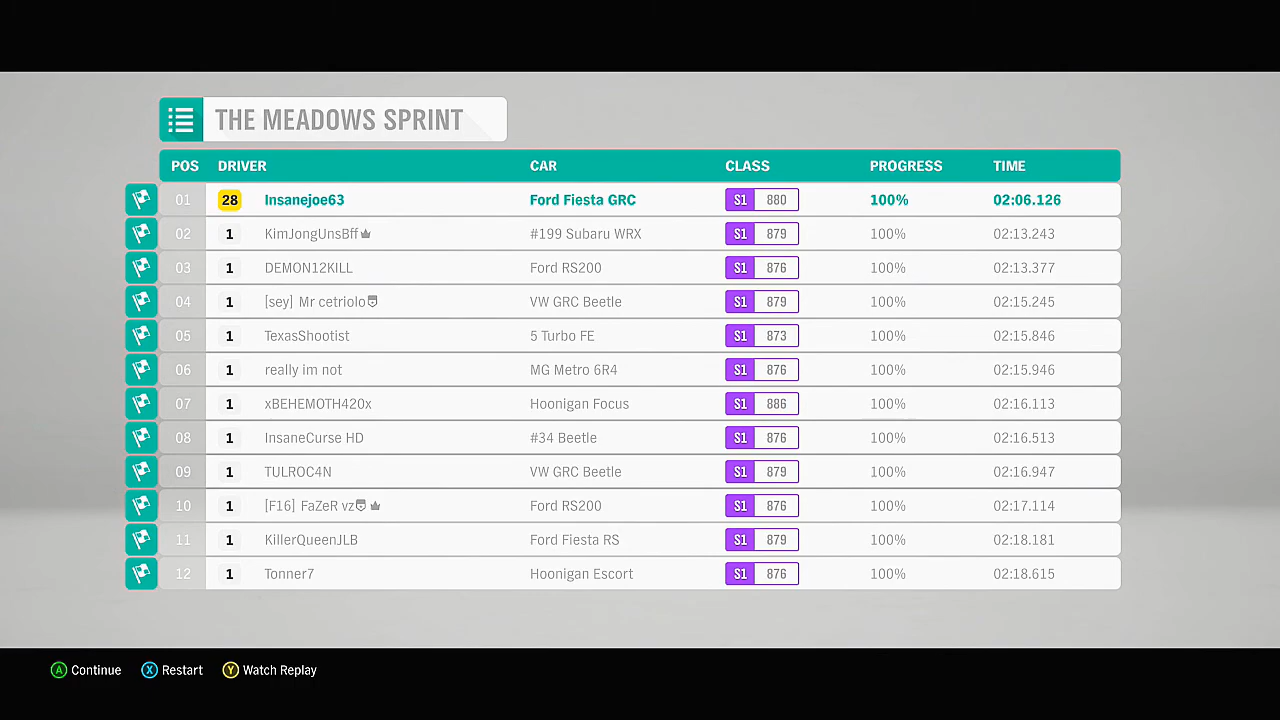 THE MEADOWS SPRINT
POS DRIVER CAR CLASS PROGRESS TIME
01 28 Insanejoe63 Ford Fiesta GRC S1 880 100% 02:06.126
02 1 KimJongUnsBff #199 Subaru WRX S1 879 100% 02:13.243
03 1 DEMON12KILL Ford RS200 S1 876 100% 02:13.377
04 1 [sey] Mr cetriolo VW GRC Beetle S1 879 100% 02:15.245
05 1 TexasShootist 5 Turbo FE S1 873 100% 02:15.846
06 1 really im not MG Metro 6R4 S1 876 100% 02:15.946
07 1 xBEHEMOTH420x Hoonigan Focus S1 886 100% 02:16.113
08 1 InsaneCurse HD #34 Beetle S1 876 100% 02:16.513
09 1 TULROC4N VW GRC Beetle S1 879 100% 02:16.947
10 1 [F16] FaZeR vz Ford RS200 S1 876 100% 02:17.114
11 1 KillerQueenJLB Ford Fiesta RS S1 879 100% 02:18.181
12 1 Tonner7 Hoonigan Escort S1 876 100% 02:18.615
A Continue X Restart Y Watch Replay